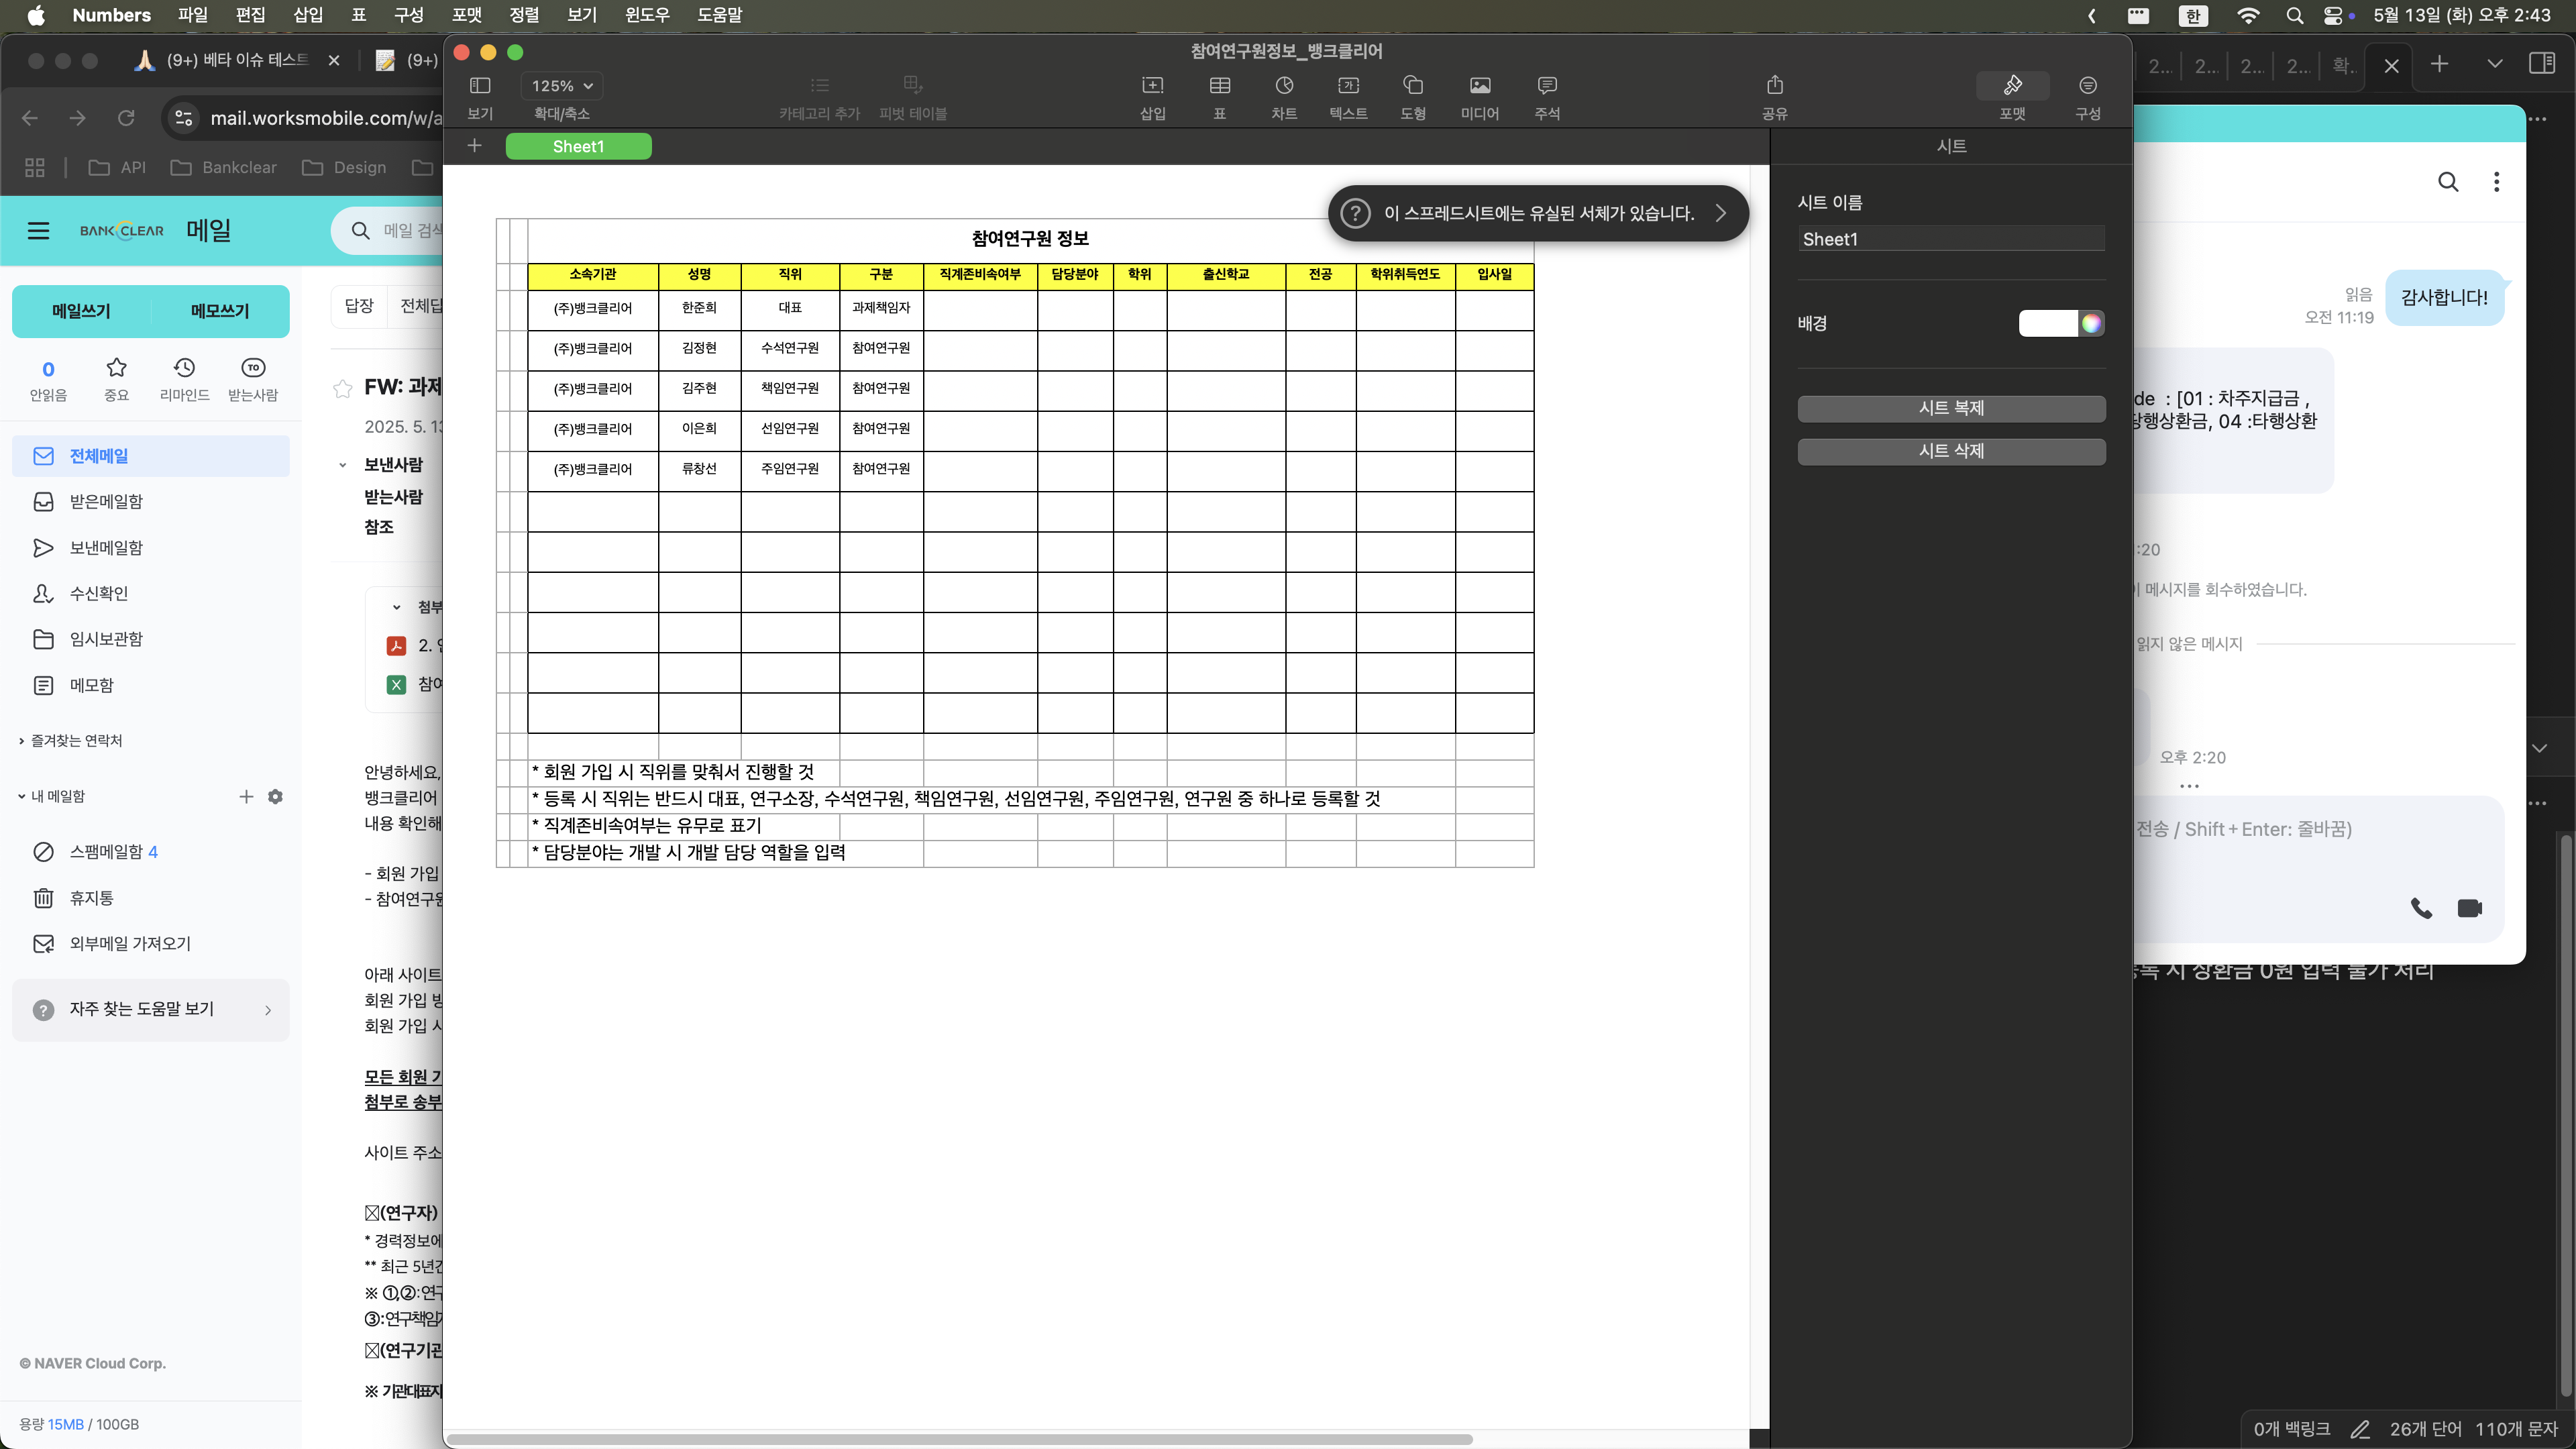 Numbers 파일 편집 삽입 표 구성 포맷 정렬 보기 윈도우 도움말
한 5월 13일 (화) 오후 2:43
(9+) 베타 이슈 테스트
(9+)
mail.worksmobile.com/w/a
API Bankclear Design
BANKCLEAR 메일
메일 검색
메일쓰기 메모쓰기
0
안읽음 중요 리마인드 받는사람
전체메일
받은메일함
보낸메일함
수신확인
임시보관함
메모함
즐겨찾는 연락처
내 메일함
스팸메일함 4
휴지통
외부메일 가져오기
자주 찾는 도움말 보기
© NAVER Cloud Corp.
용량 15MB / 100GB
답장 전체답
FW: 과제
2025. 5. 13
보낸사람
받는사람
참조
첨부
2.
참여
안녕하세요,
뱅크클리어
내용 확인해
- 회원 가입
- 참여연구원
아래 사이트
회원 가입 방
회원 가입 시
모든 회원 가
첨부로 송부
사이트 주소
(연구자)
* 경력정보에
** 최근 5년간
※ ①,②:연구
③:연구책임자
(연구기관
※ 기관대표자
참여연구원정보_뱅크클리어
125%
보기 확대/축소 카테고리 추가 피벗 테이블 삽입 표 차트 텍스트 도형 미디어 주석 공유 포맷 구성
Sheet1
이 스프레드시트에는 유실된 서체가 있습니다.
참여연구원 정보
소속기관 성명 직위 구분 직계존비속여부 담당분야 학위 출신학교 전공 학위취득연도 입사일
(주)뱅크클리어 한준희 대표 과제책임자
(주)뱅크클리어 김정현 수석연구원 참여연구원
(주)뱅크클리어 김주현 책임연구원 참여연구원
(주)뱅크클리어 이은희 선임연구원 참여연구원
(주)뱅크클리어 류창선 주임연구원 참여연구원
* 회원 가입 시 직위를 맞춰서 진행할 것
* 등록 시 직위는 반드시 대표, 연구소장, 수석연구원, 책임연구원, 선임연구원, 주임연구원, 연구원 중 하나로 등록할 것
* 직계존비속여부는 유무로 표기
* 담당분야는 개발 시 개발 담당 역할을 입력
시트
시트 이름
Sheet1
배경
시트 복제
시트 삭제
2... 2... 2... 2... 확...
읽음
오전 11:19
감사합니다!
de : [01 : 차주지급금 ,
당행상환금, 04 :타행상환
:20
메시지를 회수하였습니다.
읽지 않은 메시지
오후 2:20
전송 / Shift+Enter: 줄바꿈)
시 상환금 0원 입력 불가 처리
0개 백링크 26개 단어 110개 문자